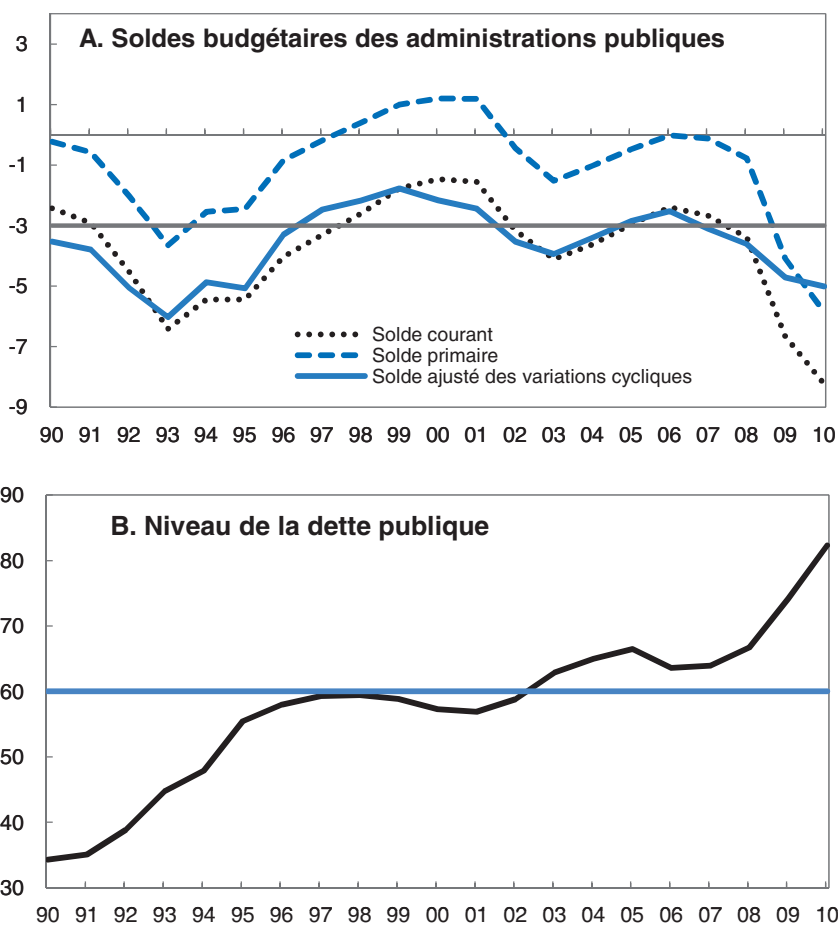 A. Soldes budgétaires des administrations publiques
3
1
-1
-3
-5
-7
-9
Solde courant
Solde primaire
Solde ajusté des variations cycliques
90 91 92 93 94 95 96 97 98 99 00 01 02 03 04 05 06 07 08 09 10
B. Niveau de la dette publique
90
80
70
60
50
40
30
90 91 92 93 94 95 96 97 98 99 00 01 02 03 04 05 06 07 08 09 10